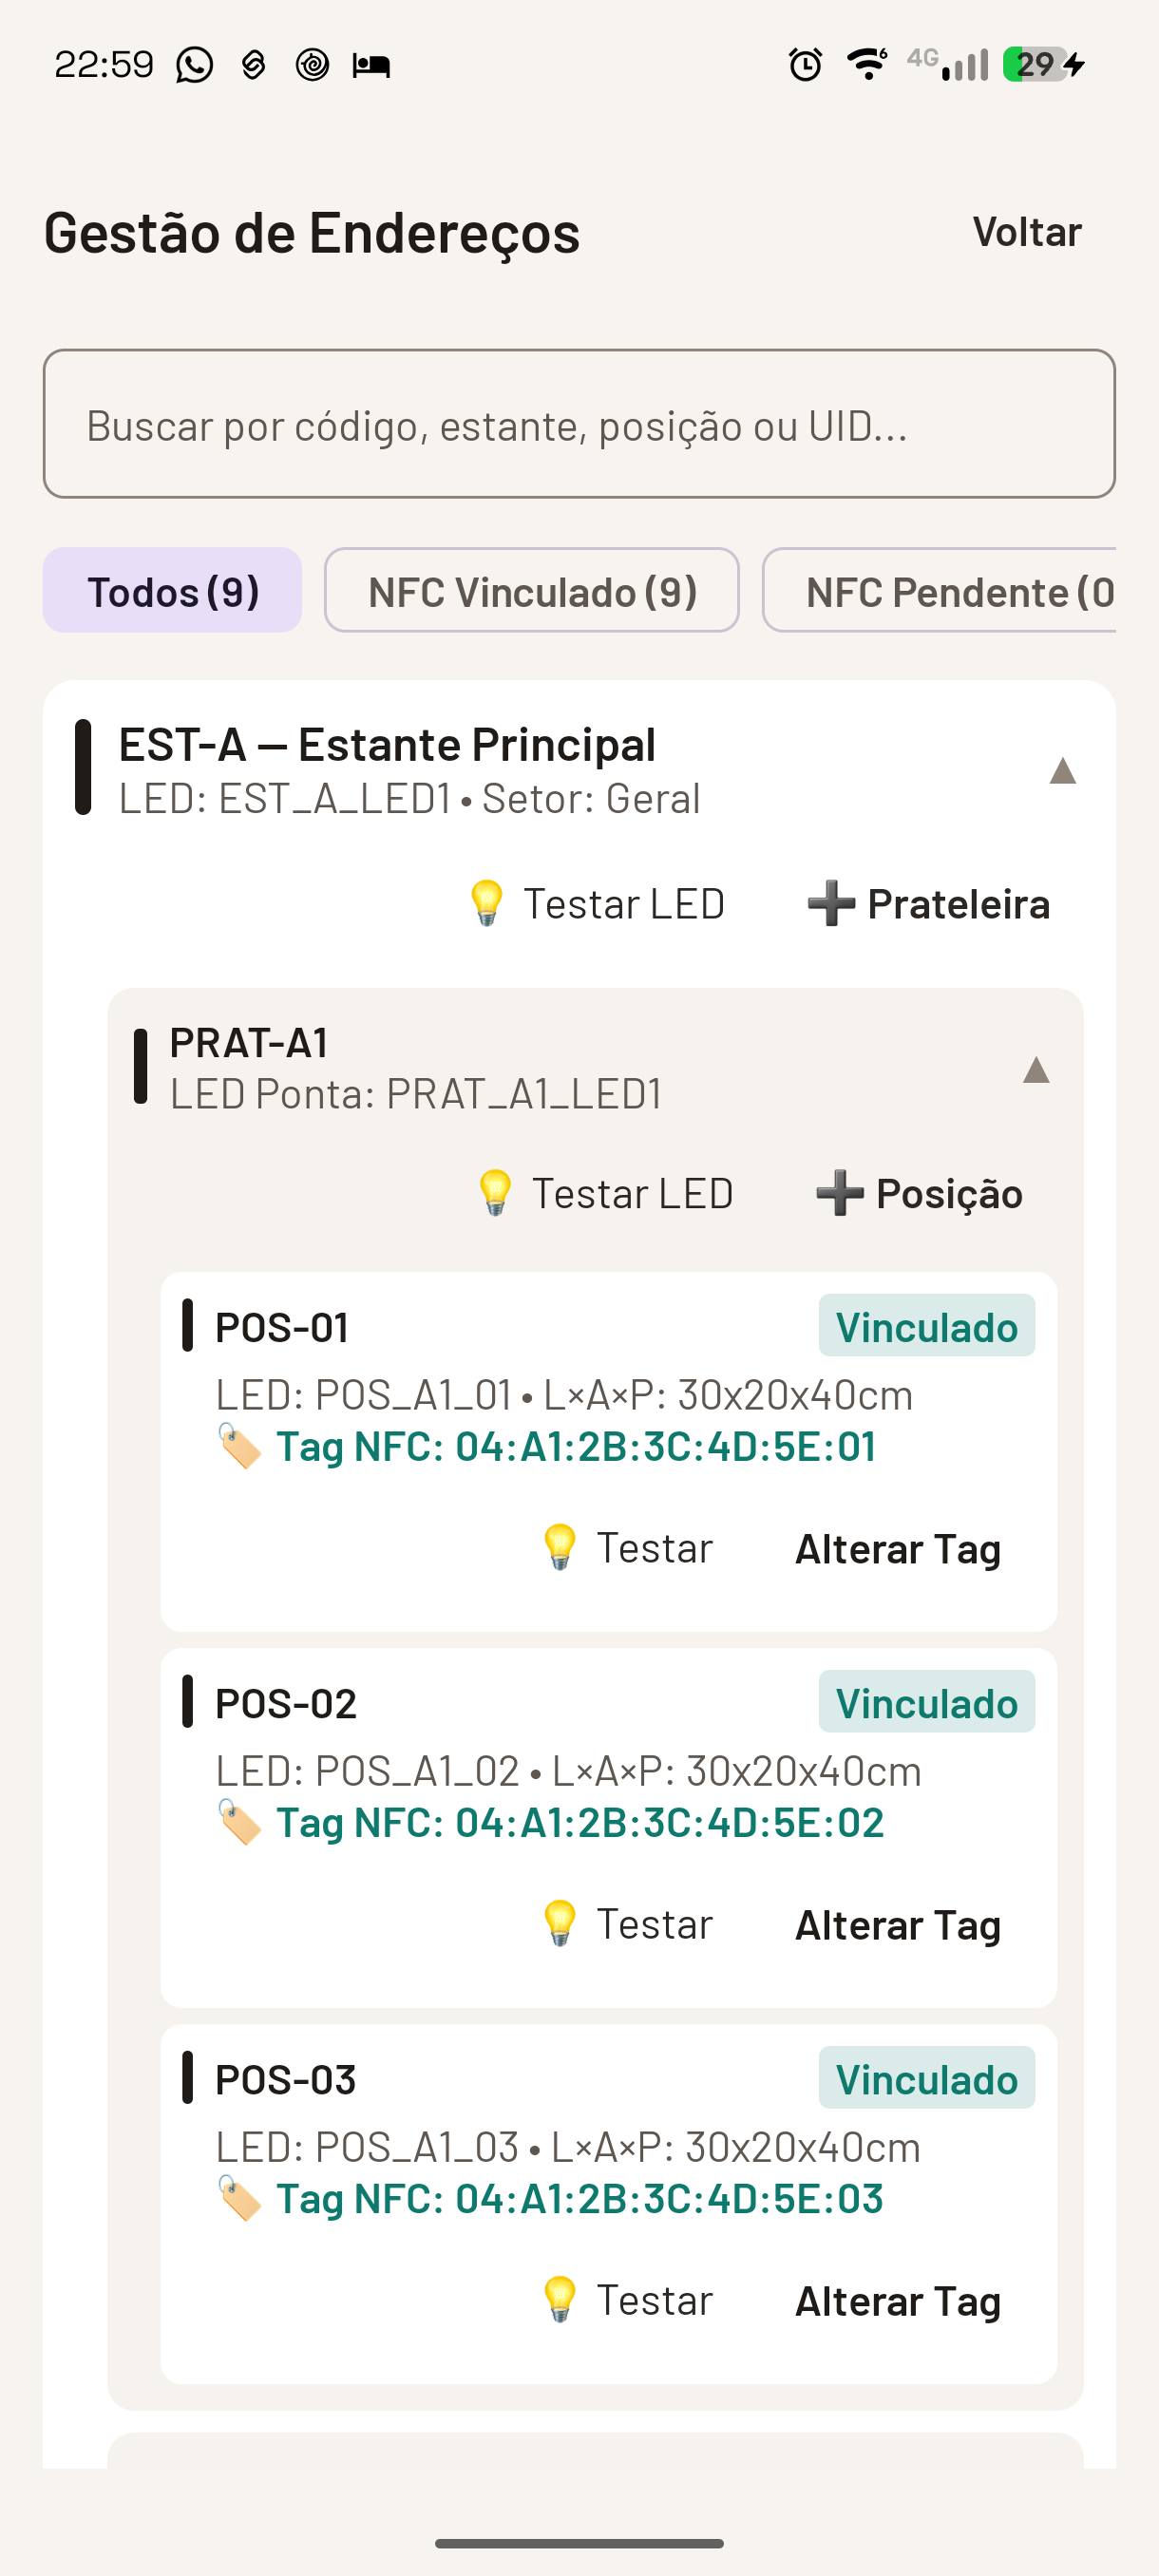 22:59
4G 29
Gestão de Endereços
Voltar
Buscar por código, estante, posição ou UID...
Todos (9)
NFC Vinculado (9)
NFC Pendente (0
EST-A — Estante Principal
LED: EST_A_LED1 • Setor: Geral
💡 Testar LED
➕ Prateleira
PRAT-A1
LED Ponta: PRAT_A1_LED1
💡 Testar LED
➕ Posição
POS-01
Vinculado
LED: POS_A1_01 • L×A×P: 30x20x40cm
🏷️ Tag NFC: 04:A1:2B:3C:4D:5E:01
💡 Testar
Alterar Tag
POS-02
Vinculado
LED: POS_A1_02 • L×A×P: 30x20x40cm
🏷️ Tag NFC: 04:A1:2B:3C:4D:5E:02
💡 Testar
Alterar Tag
POS-03
Vinculado
LED: POS_A1_03 • L×A×P: 30x20x40cm
🏷️ Tag NFC: 04:A1:2B:3C:4D:5E:03
💡 Testar
Alterar Tag